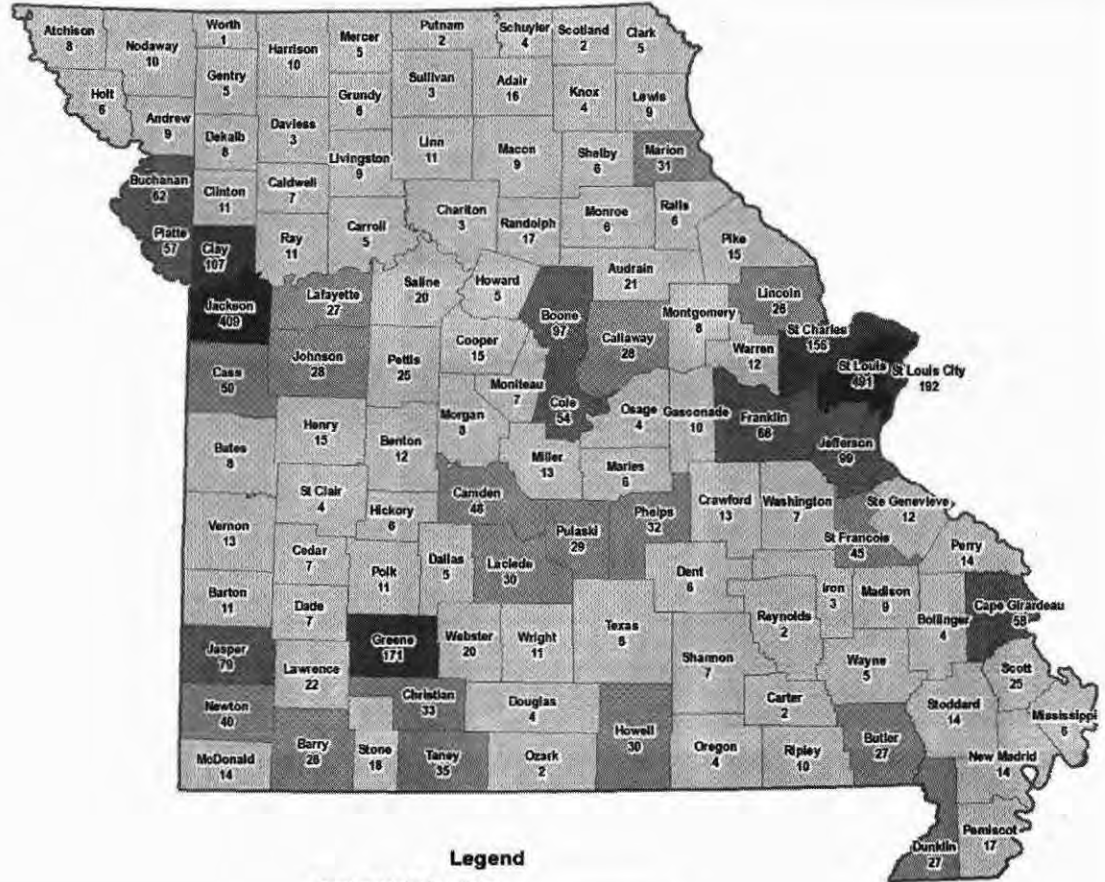 Atchison
8
Nodaway
10
Worth
1
Harrison
10
Mercer
5
Putnam
2
Schuyler
4
Scotland
2
Clark
5
Holt
6
Gentry
5
Grundy
6
Sullivan
3
Adair
16
Knox
4
Lewis
9
Andrew
9
Dekalb
8
Daviess
3
Livingston
9
Linn
11
Macon
9
Shelby
6
Marion
31
Buchanan
62
Clinton
11
Caldwell
7
Chariton
3
Randolph
17
Monroe
6
Ralls
6
Platte
57
Clay
107
Ray
11
Carroll
5
Pike
15
Saline
20
Howard
5
Audrain
21
Jackson
409
Lafayette
27
Boone
97
Callaway
28
Montgomery
8
Lincoln
26
St Charles
156
Cass
50
Johnson
28
Pettis
25
Cooper
15
Moniteau
7
Warren
12
St Louis
491
St Louis City
192
Cole
54
Osage
4
Gasconade
10
Franklin
66
Jefferson
99
Bates
8
Henry
15
Benton
12
Morgan
8
Miller
13
Maries
6
St Clair
4
Hickory
6
Camden
48
Pulaski
29
Phelps
32
Crawford
13
Washington
7
Ste Genevieve
12
St Francois
45
Perry
14
Vernon
13
Cedar
7
Polk
11
Dallas
5
Laclede
30
Dent
6
Iron
3
Madison
9
Bollinger
4
Cape Girardeau
58
Barton
11
Dade
7
Greene
171
Webster
20
Wright
11
Texas
8
Reynolds
2
Jasper
79
Lawrence
22
Shannon
7
Wayne
5
Scott
25
Newton
40
Christian
33
Douglas
4
Howell
30
Carter
2
Stoddard
14
Mississippi
6
McDonald
14
Barry
26
Stone
18
Taney
35
Ozark
2
Oregon
4
Ripley
10
Butler
27
New Madrid
14
Dunklin
27
Pemiscot
17
Legend